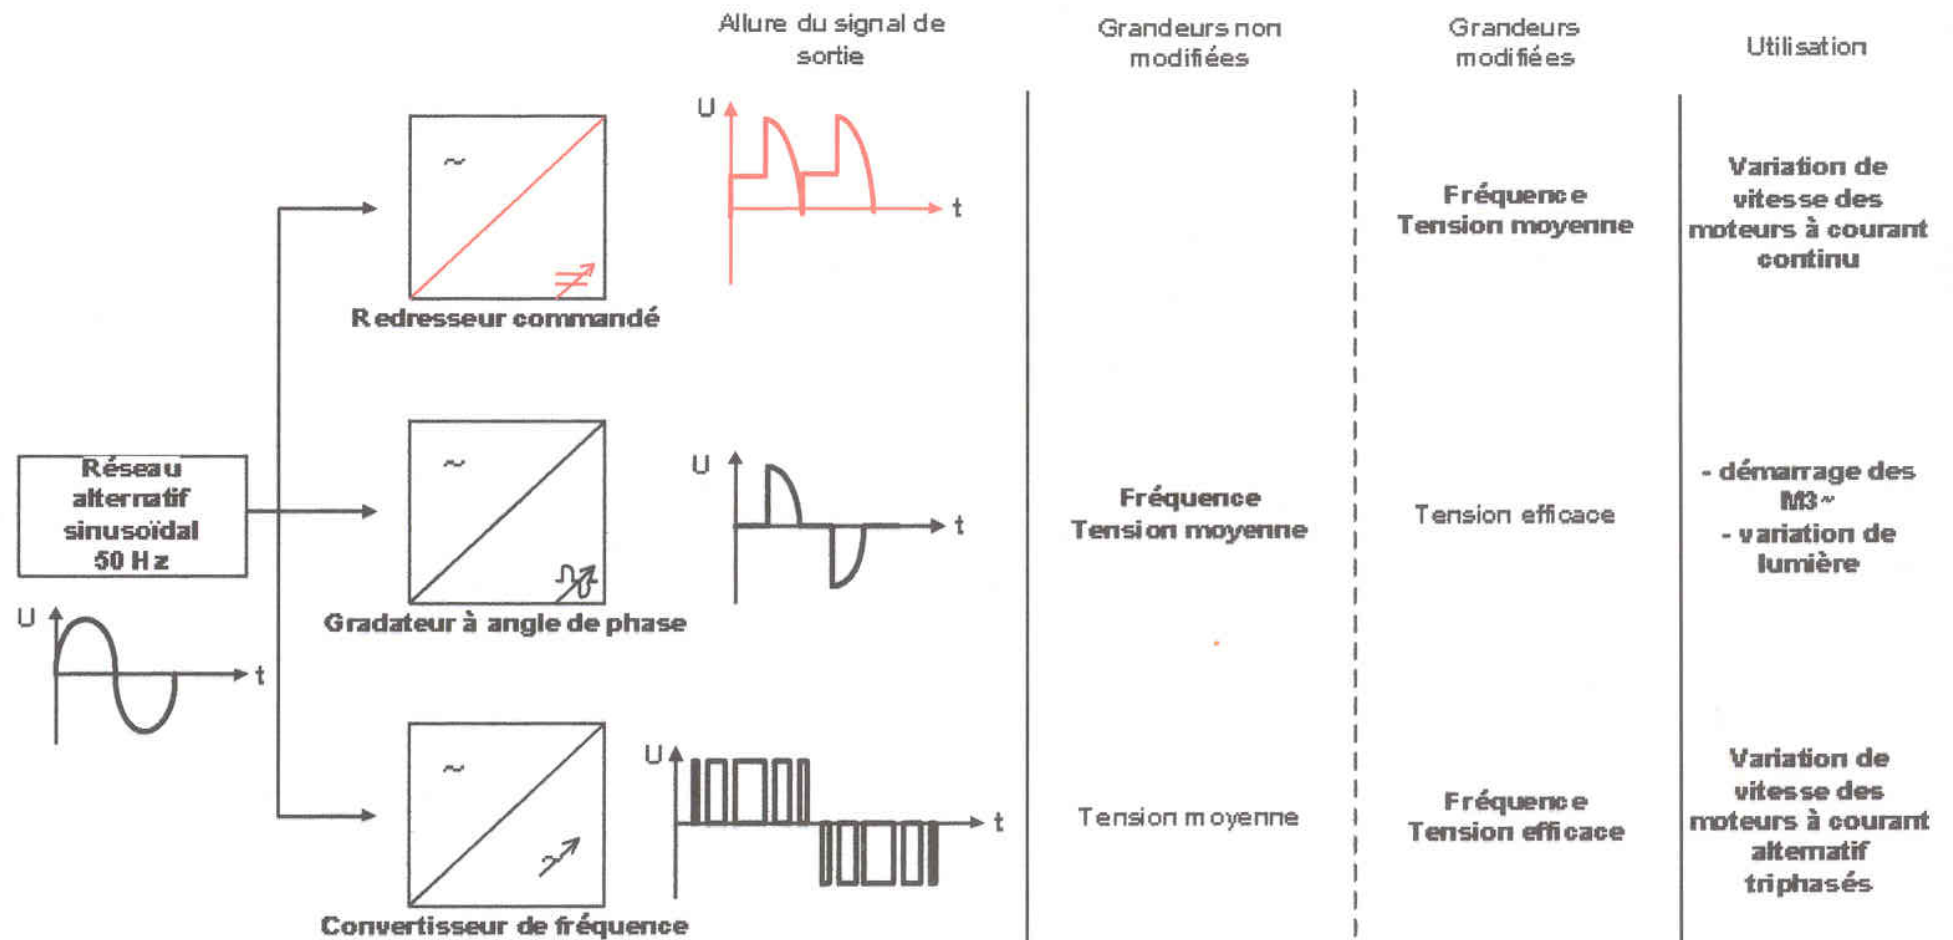 Allure du signal de
sortie
Grandeurs non
modifiées
Grandeurs
modifiées
Utilisation
~
Redresseur commandé
U
t
Fréquence
Tension moyenne
Variation de
vitesse des
moteurs à courant
continu
Réseau
alternatif
sinusoïdal
50 Hz
U
t
~
Gradateur à angle de phase
U
t
Fréquence
Tension moyenne
Tension efficace
- démarrage des
M3~
- variation de
lumière
~
~
Convertisseur de fréquence
U
t
Tension moyenne
Fréquence
Tension efficace
Variation de
vitesse des
moteurs à courant
alternatif
triphasés